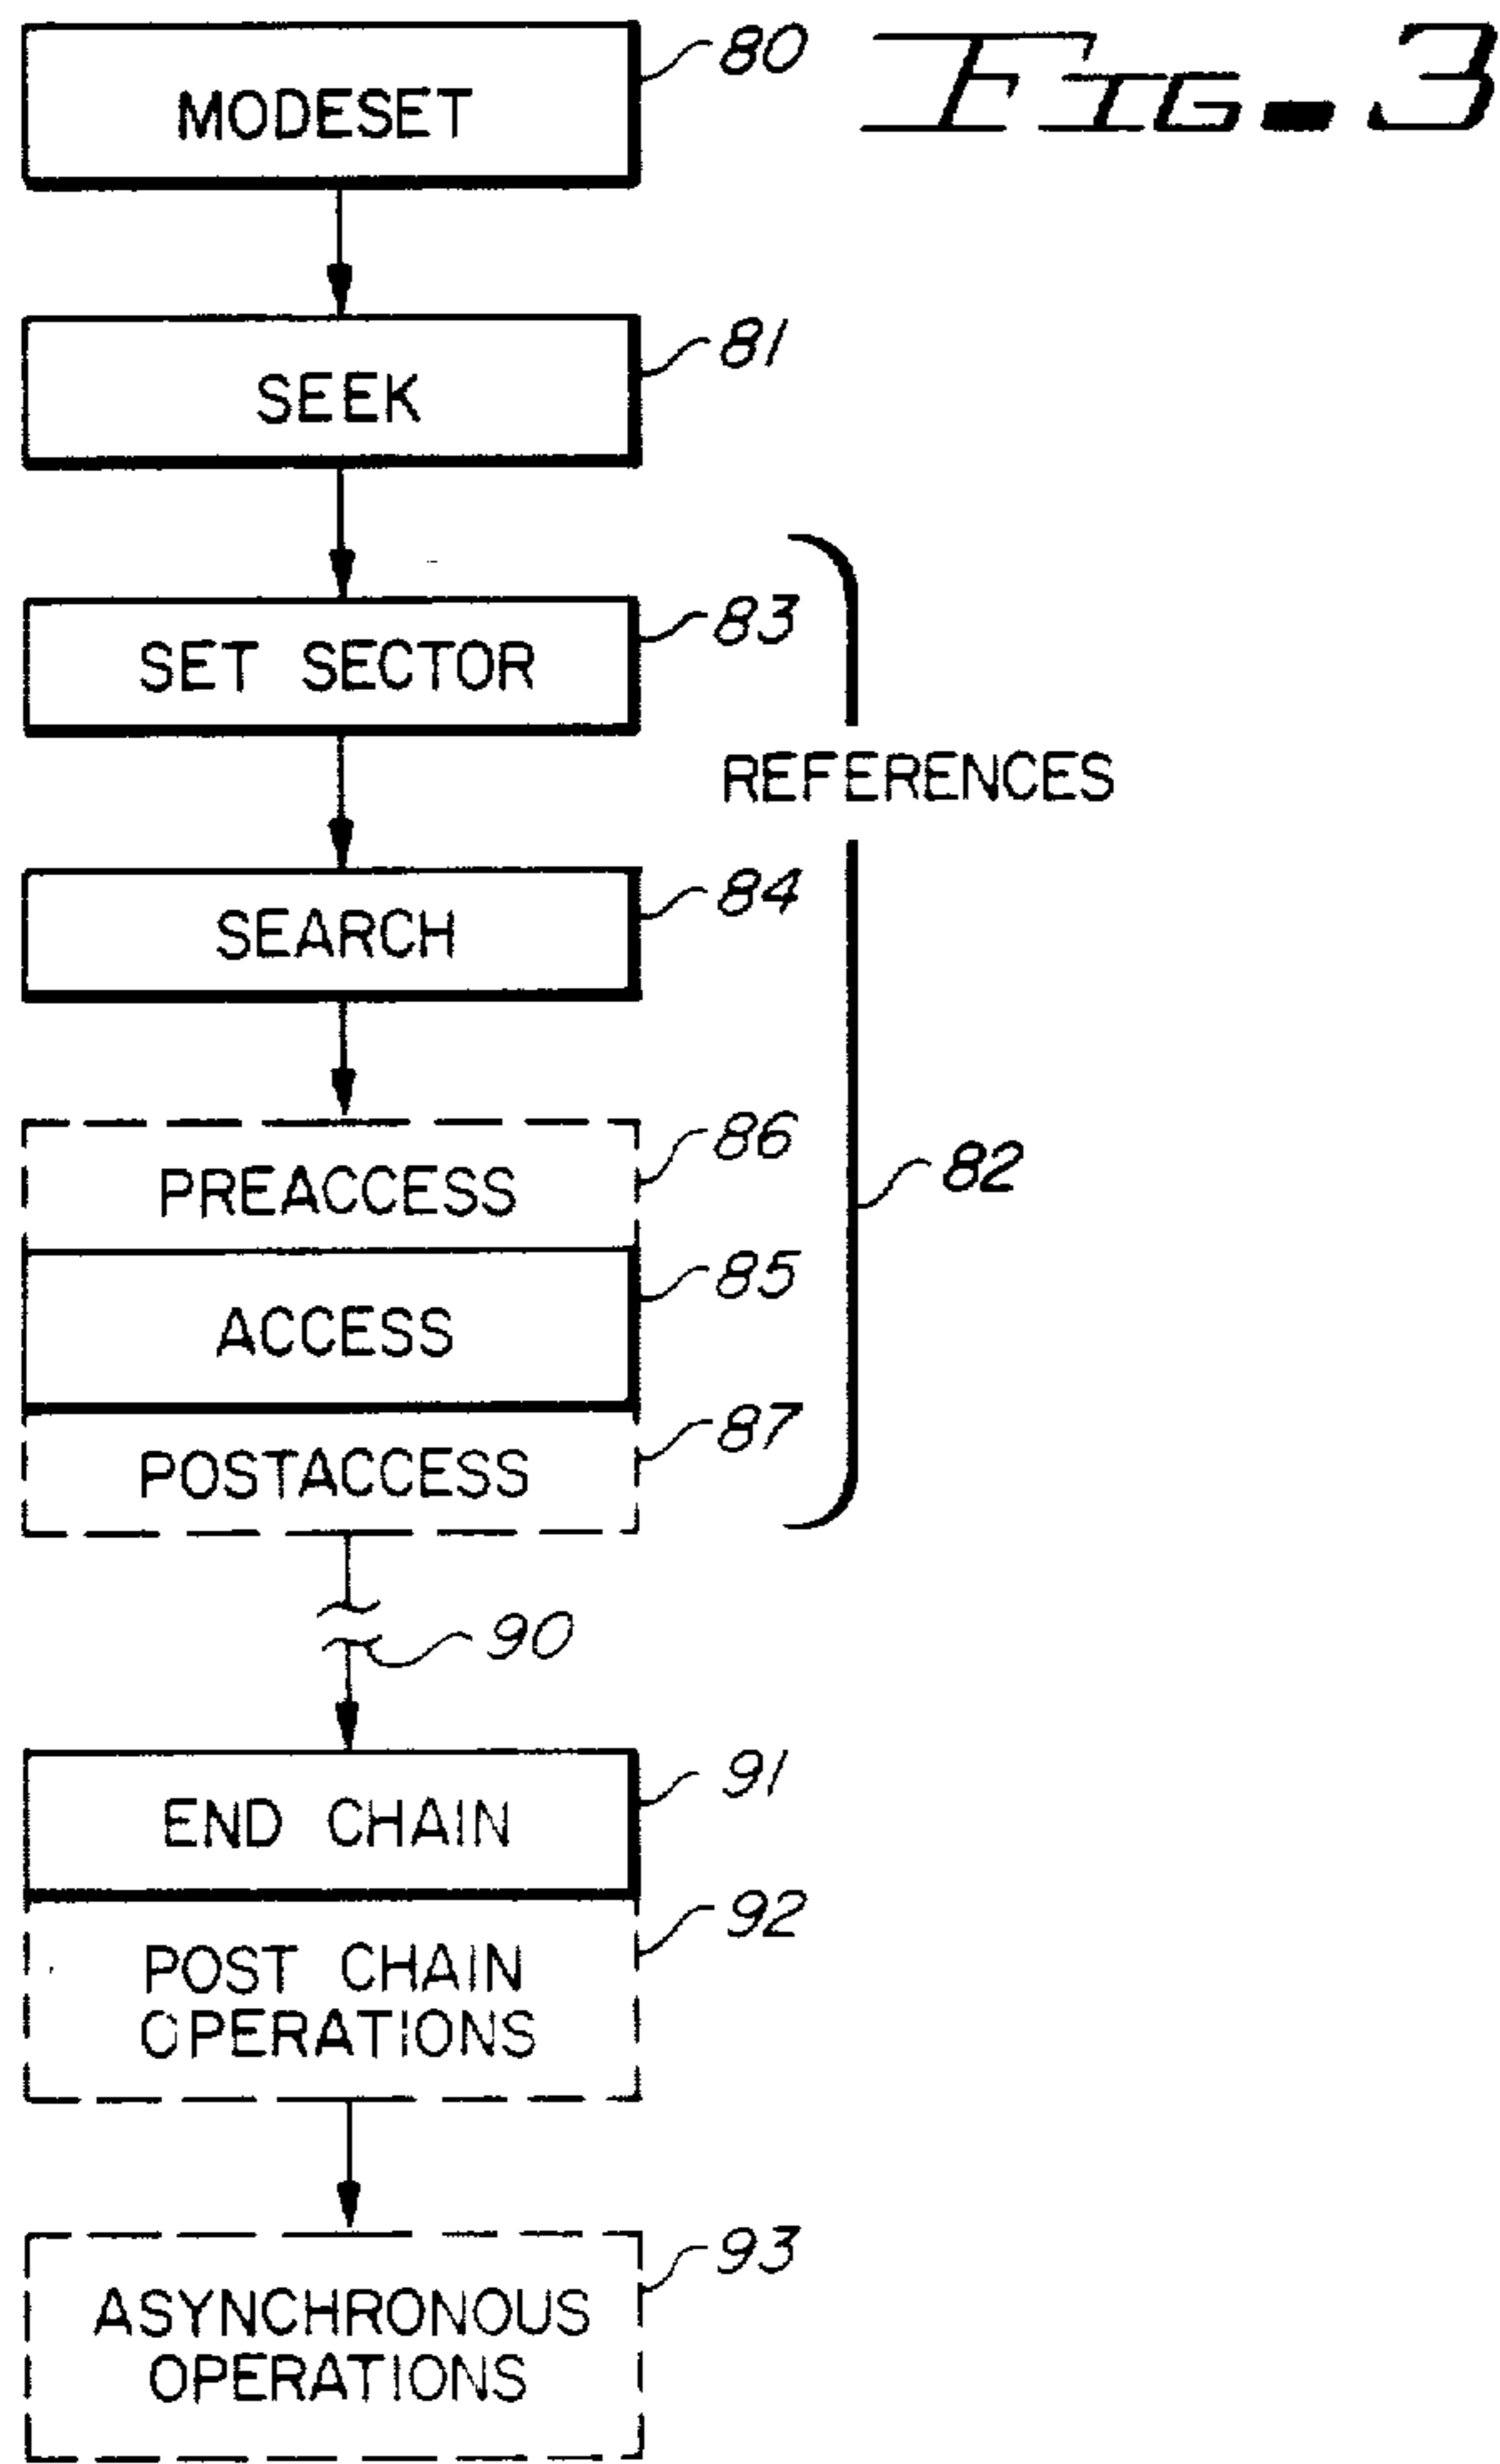 80
FIG. 3
MODESET
81
SEEK
83
SET SECTOR
REFERENCES
84
SEARCH
86
PREACCESS
82
85
ACCESS
87
POSTACCESS
90
91
END CHAIN
92
POST CHAIN
OPERATIONS
93
ASYNCHRONOUS
OPERATIONS